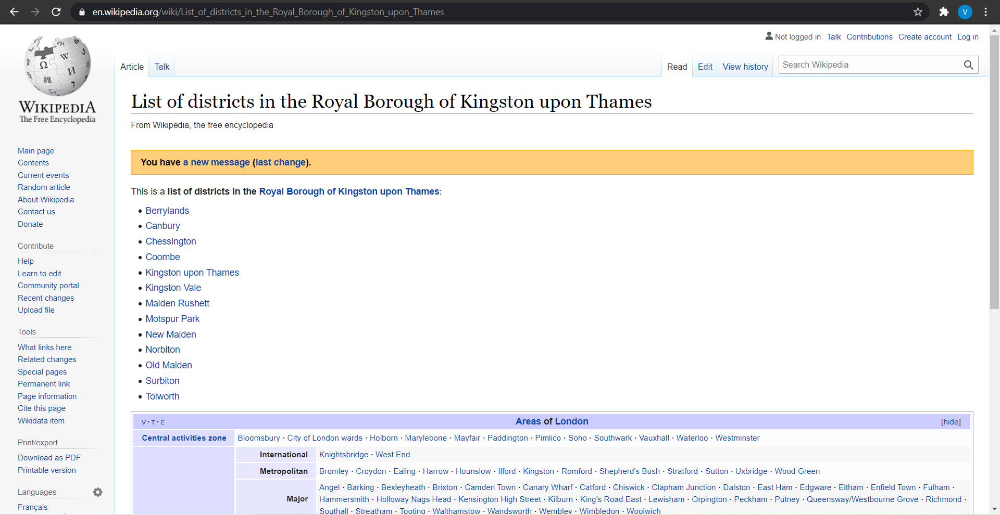 en.wikipedia.org/wiki/List_of_districts_in_the_Royal_Borough_of_Kingston_upon_Thames
V
Not logged in Talk Contributions Create account Log in
Article Talk Read Edit View history Search Wikipedia
WIKIPEDIA
The Free Encyclopedia
Main page
Contents
Current events
Random article
About Wikipedia
Contact us
Donate
Contribute
Help
Learn to edit
Community portal
Recent changes
Upload file
Tools
What links here
Related changes
Special pages
Permanent link
Page information
Cite this page
Wikidata item
Print/export
Download as PDF
Printable version
Languages
Français
List of districts in the Royal Borough of Kingston upon Thames
From Wikipedia, the free encyclopedia
You have a new message (last change).
This is a list of districts in the Royal Borough of Kingston upon Thames:
• Berrylands
• Canbury
• Chessington
• Coombe
• Kingston upon Thames
• Kingston Vale
• Malden Rushett
• Motspur Park
• New Malden
• Norbiton
• Old Malden
• Surbiton
• Tolworth
V · T · E Areas of London [hide]
Central activities zone Bloomsbury · City of London wards · Holborn · Marylebone · Mayfair · Paddington · Pimlico · Soho · Southwark · Vauxhall · Waterloo · Westminster
International Knightsbridge · West End
Metropolitan Bromley · Croydon · Ealing · Harrow · Hounslow · Ilford · Kingston · Romford · Shepherd's Bush · Stratford · Sutton · Uxbridge · Wood Green
Major Angel · Barking · Bexleyheath · Brixton · Camden Town · Canary Wharf · Catford · Chiswick · Clapham Junction · Dalston · East Ham · Edgware · Eltham · Enfield Town · Fulham ·
Hammersmith · Holloway Nags Head · Kensington High Street · Kilburn · King's Road East · Lewisham · Orpington · Peckham · Putney · Queensway/Westbourne Grove · Richmond ·
Southall · Streatham · Tooting · Walthamstow · Wandsworth · Wembley · Wimbledon · Woolwich